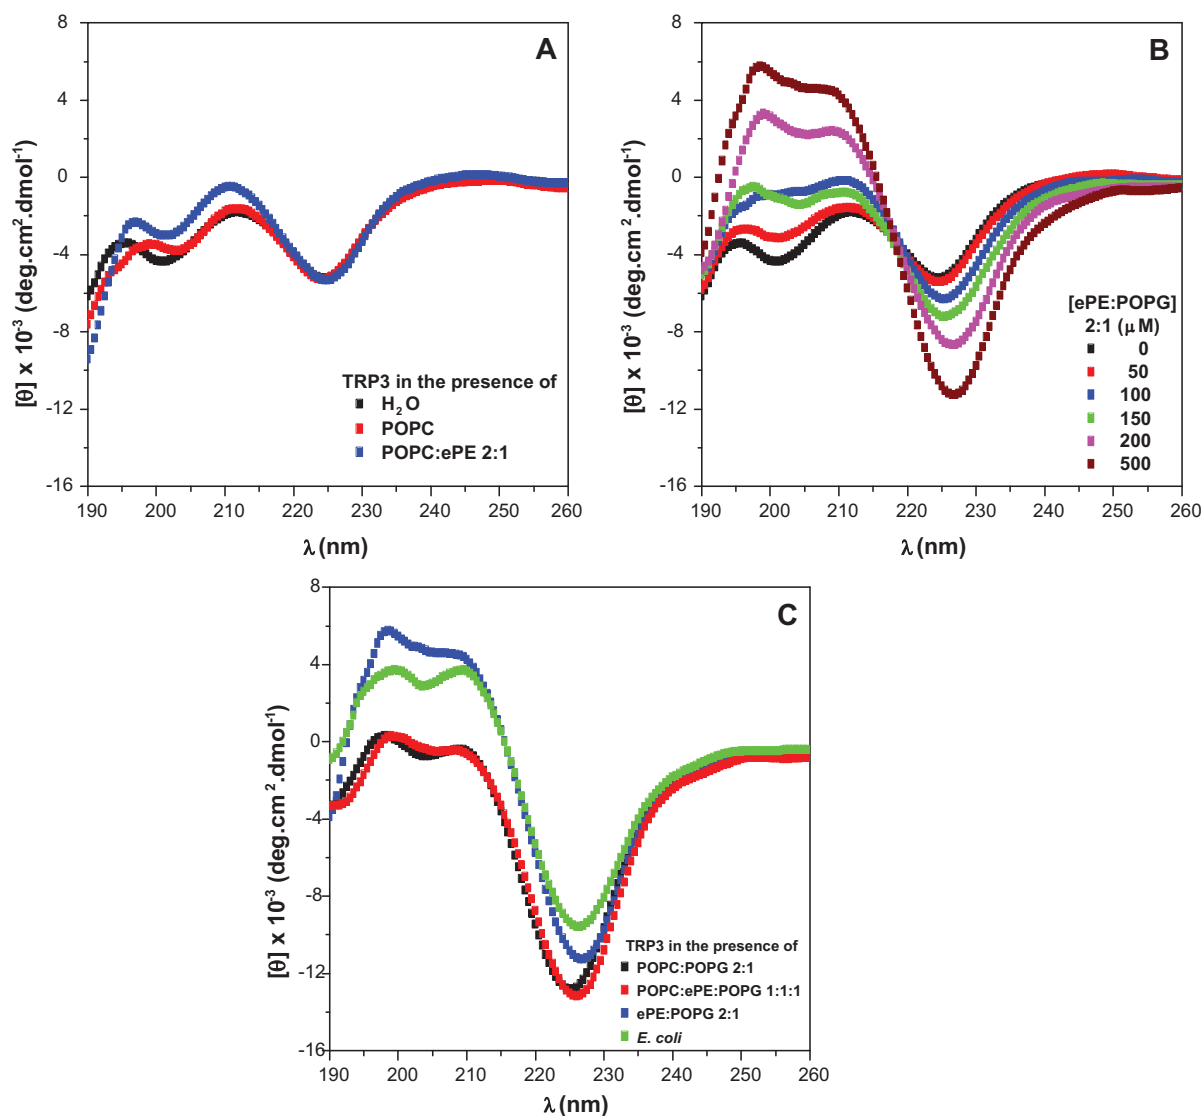 A
[θ] x 10⁻³ (deg.cm².dmol⁻¹)
8
4
0
-4
-8
-12
-16
190 200 210 220 230 240 250 260
λ (nm)
TRP3 in the presence of
H₂O
POPC
POPC:ePE 2:1
B
[θ] x 10⁻³ (deg.cm².dmol⁻¹)
8
4
0
-4
-8
-12
-16
190 200 210 220 230 240 250 260
λ (nm)
[ePE:POPG]
2:1 (μM)
0
50
100
150
200
500
C
[θ] x 10⁻³ (deg.cm².dmol⁻¹)
8
4
0
-4
-8
-12
-16
190 200 210 220 230 240 250 260
λ (nm)
TRP3 in the presence of
POPC:POPG 2:1
POPC:ePE:POPG 1:1:1
ePE:POPG 2:1
E. coli